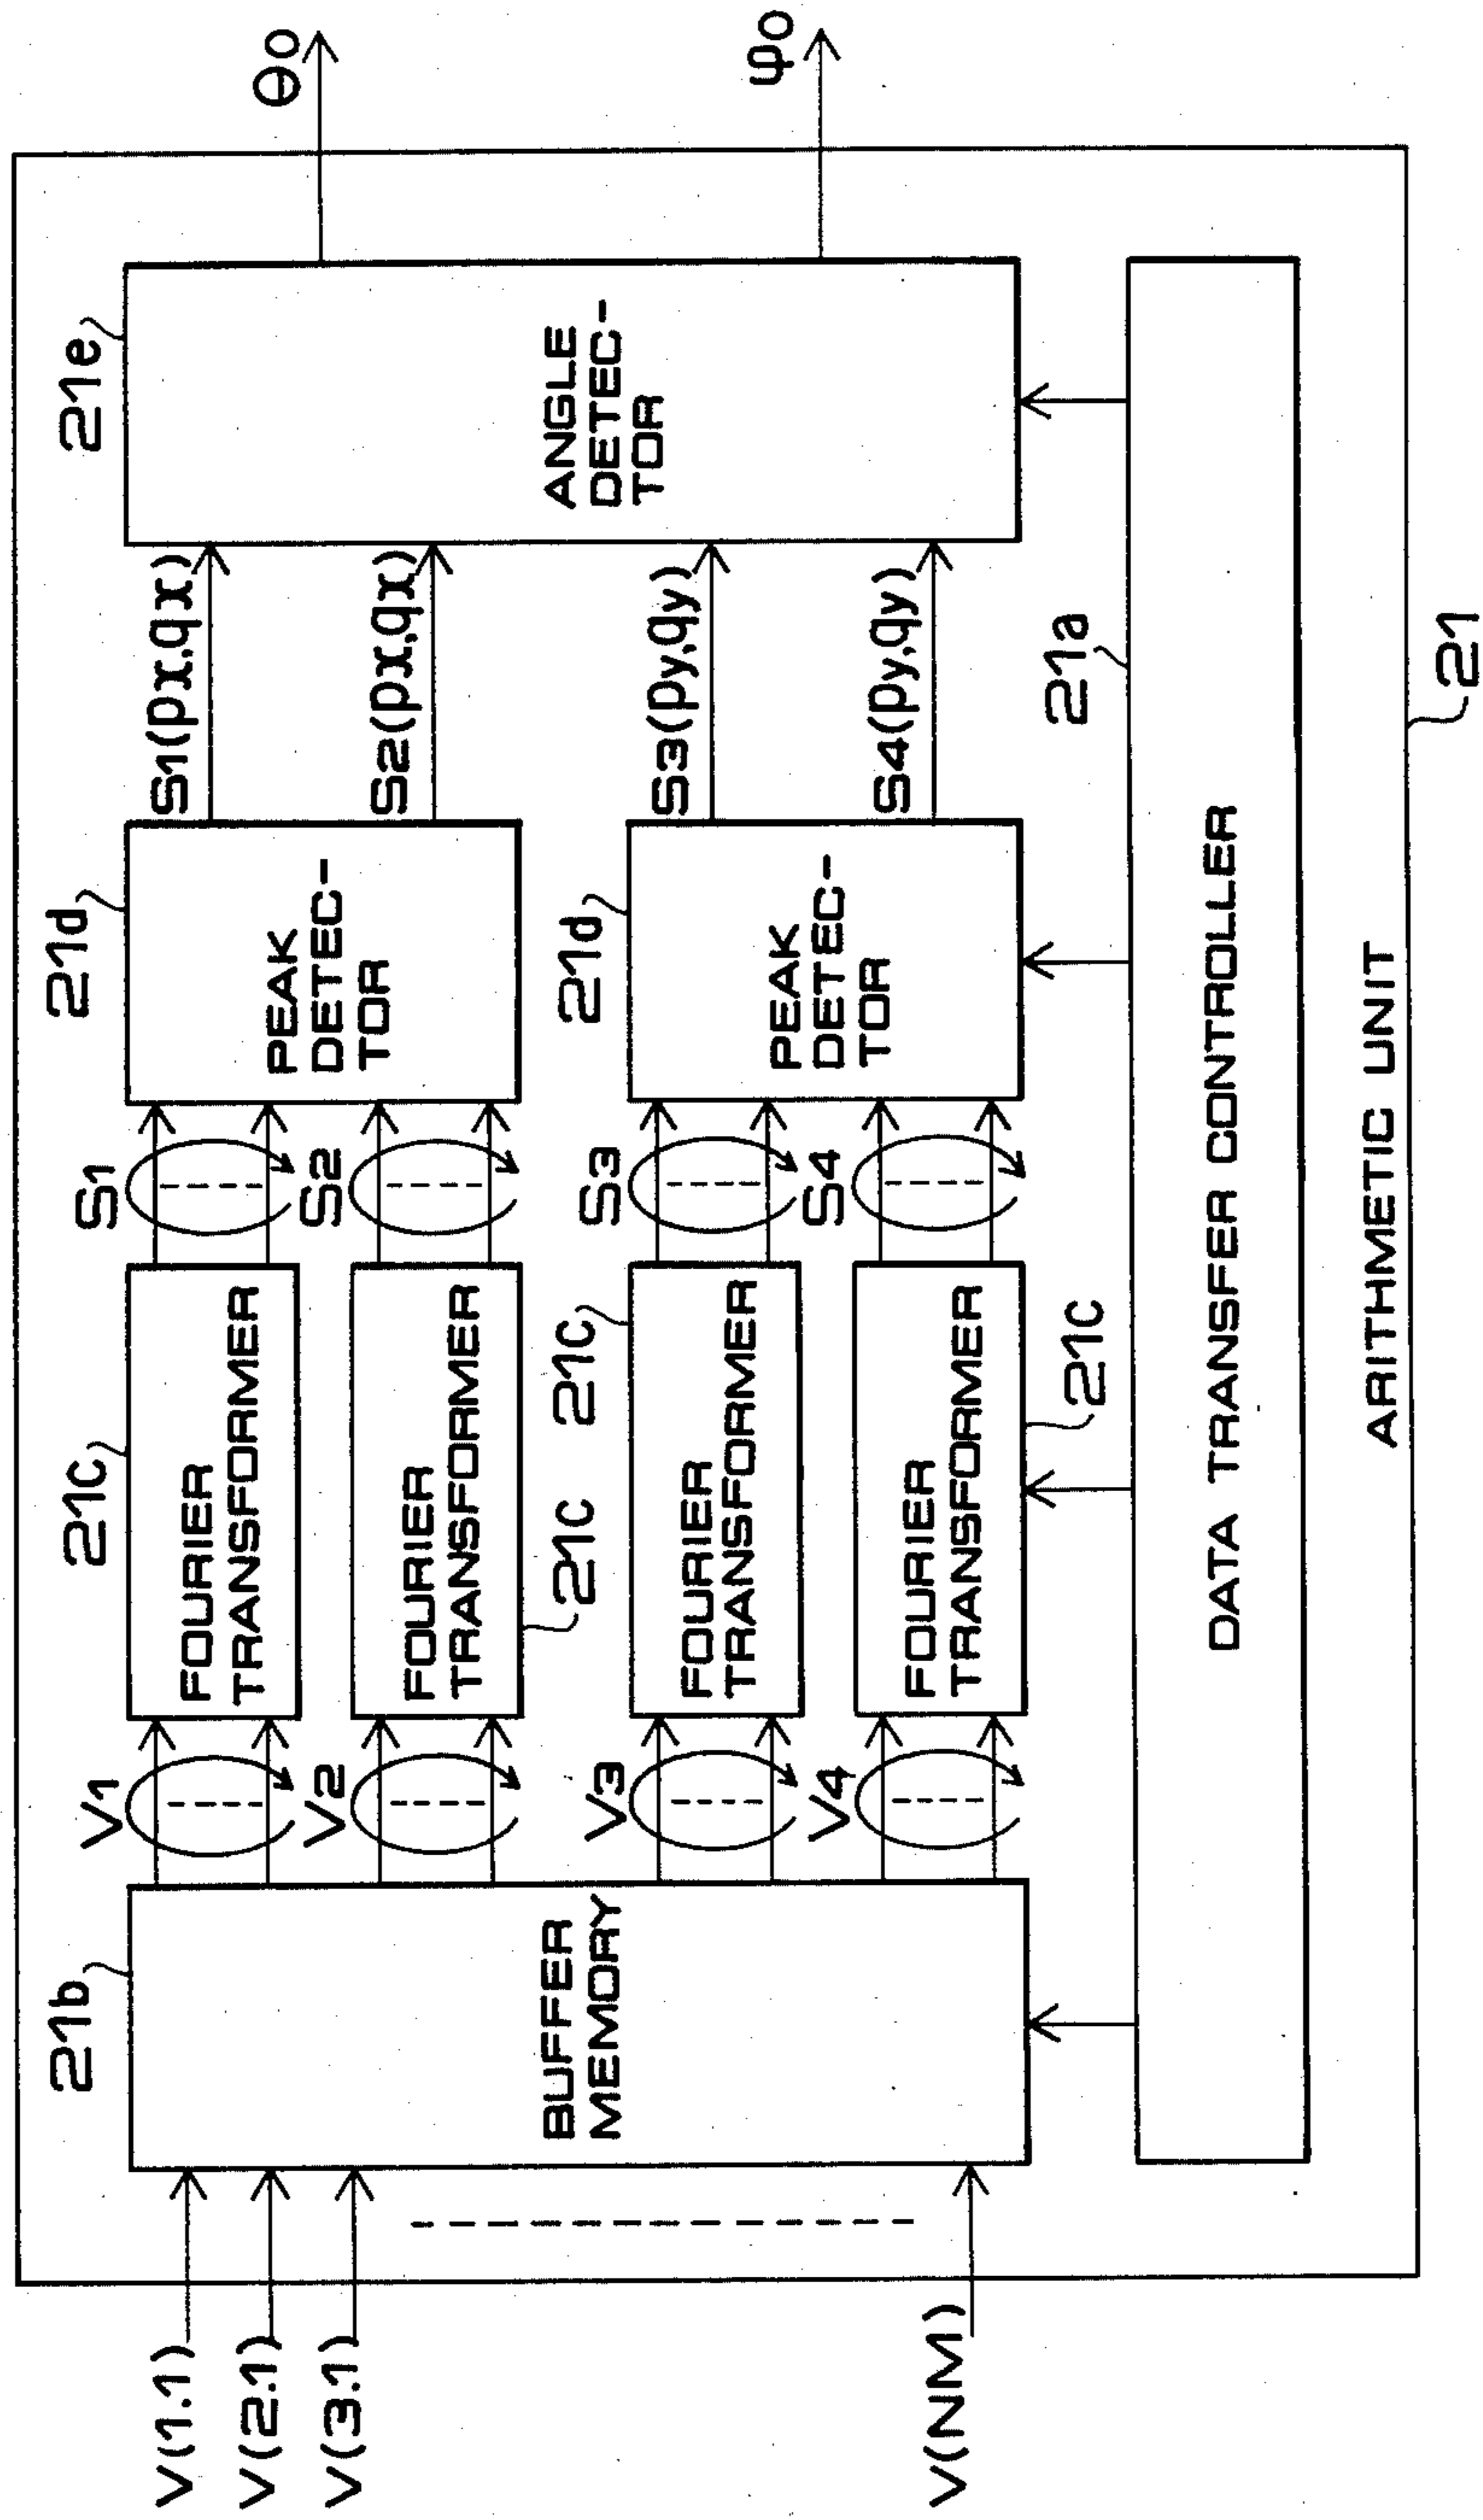 V(1.1)
V(2.1)
V(3.1)
V(NM)
21b
BUFFER
MEMORY
V1
V2
V3
V4
21c
FOURIER
TRANSFORMER
FOURIER
TRANSFORMER
21c
21c
FOURIER
TRANSFORMER
FOURIER
TRANSFORMER
21c
S1
S2
S3
S4
21d
PEAK
DETEC-
TOR
21d
PEAK
DETEC-
TOR
S1(px,qx)
S2(px,qx)
S3(py,qy)
S4(py,qy)
21e
ANGLE
DETEC-
TOR
θo
φo
21a
DATA TRANSFER CONTROLLER
ARITHMETIC UNIT
21